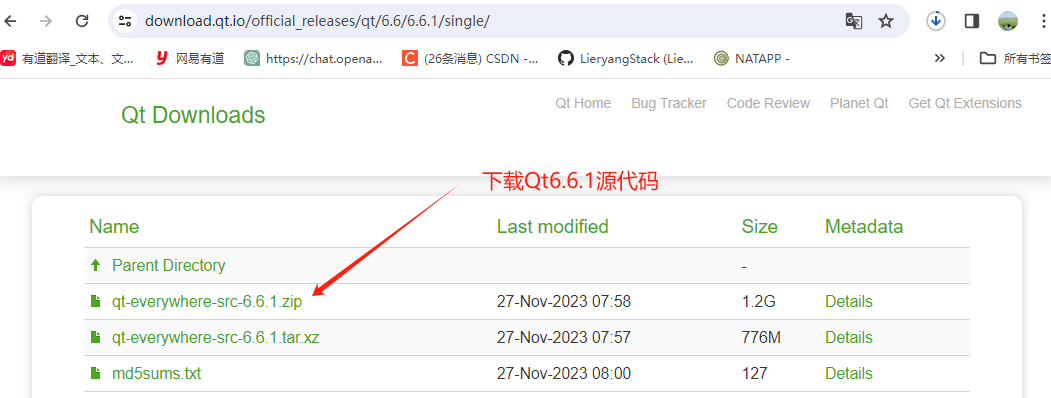 download.qt.io/official_releases/qt/6.6/6.6.1/single/
yd 有道翻译_文本、文... y 网易有道 https://chat.opena... C (26条消息) CSDN -... LieryangStack (Lie... NATAPP - » 所有书签
Qt Downloads Qt Home Bug Tracker Code Review Planet Qt Get Qt Extensions
下载Qt6.6.1源代码
Name Last modified Size Metadata
Parent Directory -
qt-everywhere-src-6.6.1.zip 27-Nov-2023 07:58 1.2G Details
qt-everywhere-src-6.6.1.tar.xz 27-Nov-2023 07:57 776M Details
md5sums.txt 27-Nov-2023 08:00 127 Details